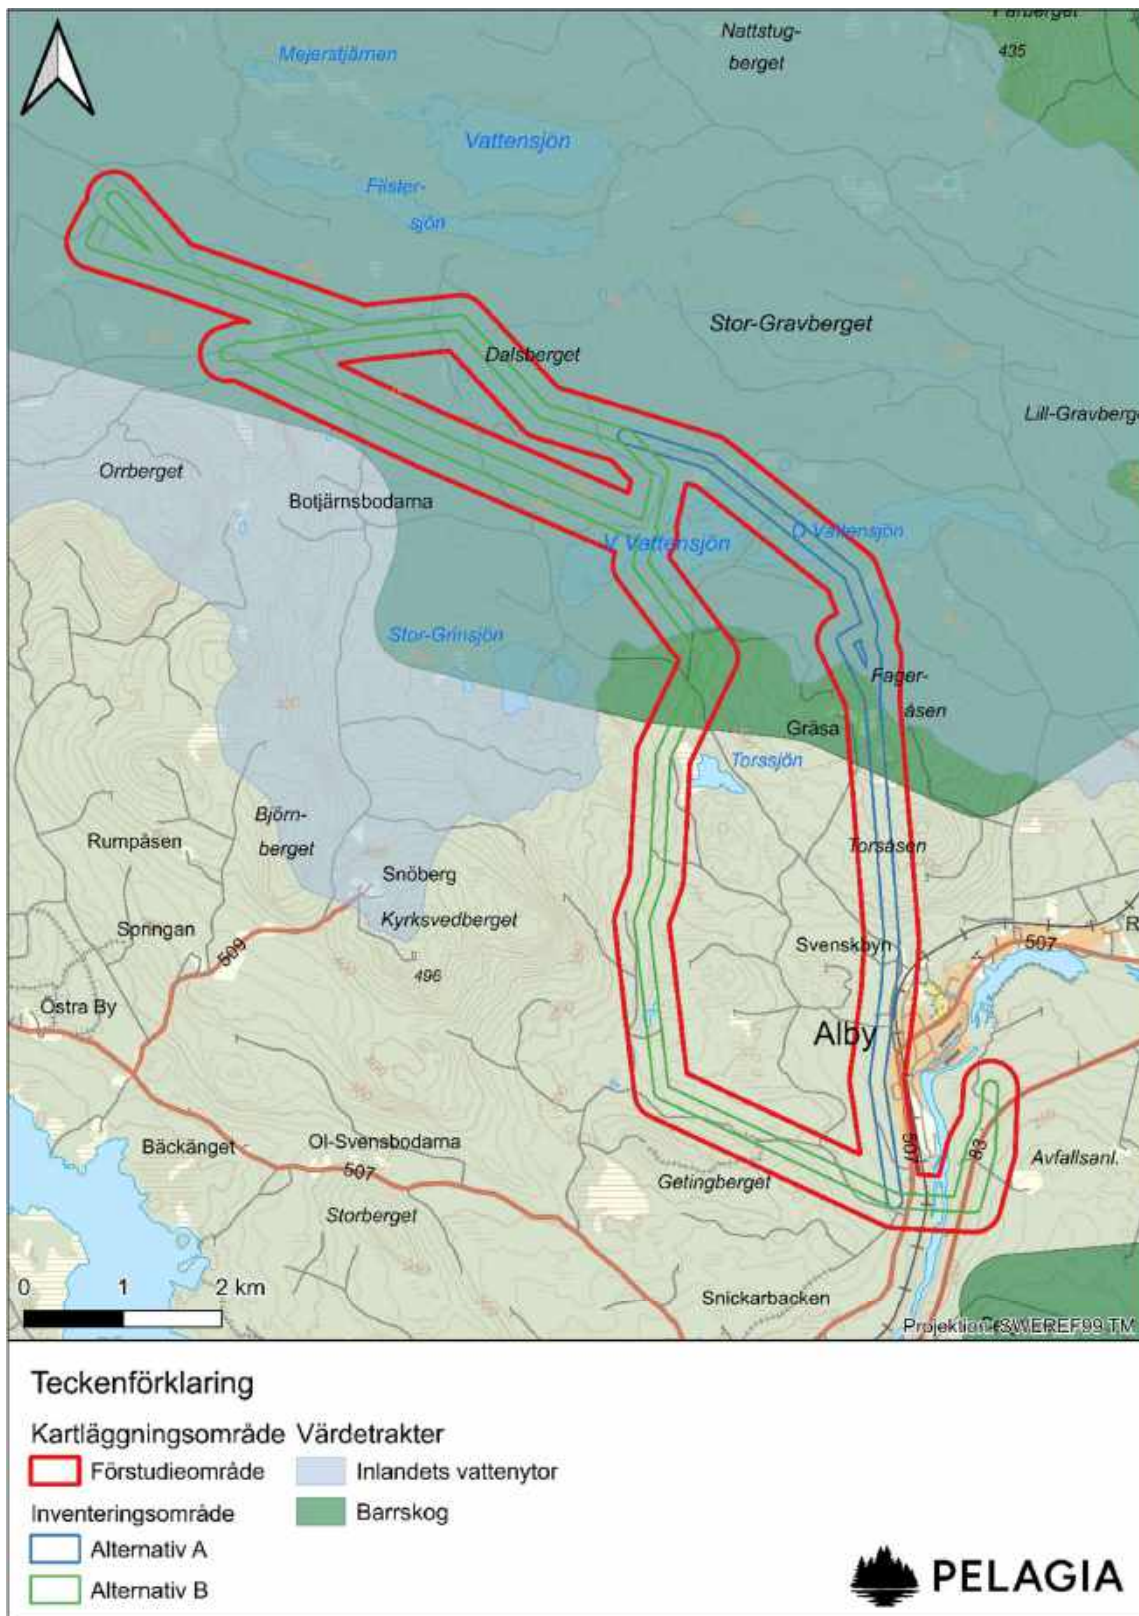 Nattstug-
berget
435
Mejerstjärnen
Vattensjön
Flister-
sjön
Stor-Gravberget
Dalsberget
Lill-Gravberg
Orrberget
Botjärnsbodarna
V Vattensjön
Ö Vattensjön
Stor-Grinsjön
Fager-
åsen
Gräsa
Torssjön
Björn-
berget
Rumpåsen
Torsåsen
Snöberg
Kyrksvedberget
Springan
509
496
Svenskbyn
507
R
Östra By
Alby
Bäckänget
Ol-Svensbodarna
507
Storberget
Getingberget
507
83
Avfallsanl.
0 1 2 km
Snickarbacken
Projektion: SWEREF99 TM
Teckenförklaring
Kartläggningsområde Värdetrakter
Förstudieområde Inlandets vattenytor
Inventeringsområde Barrskog
Alternativ A
Alternativ B
PELAGIA